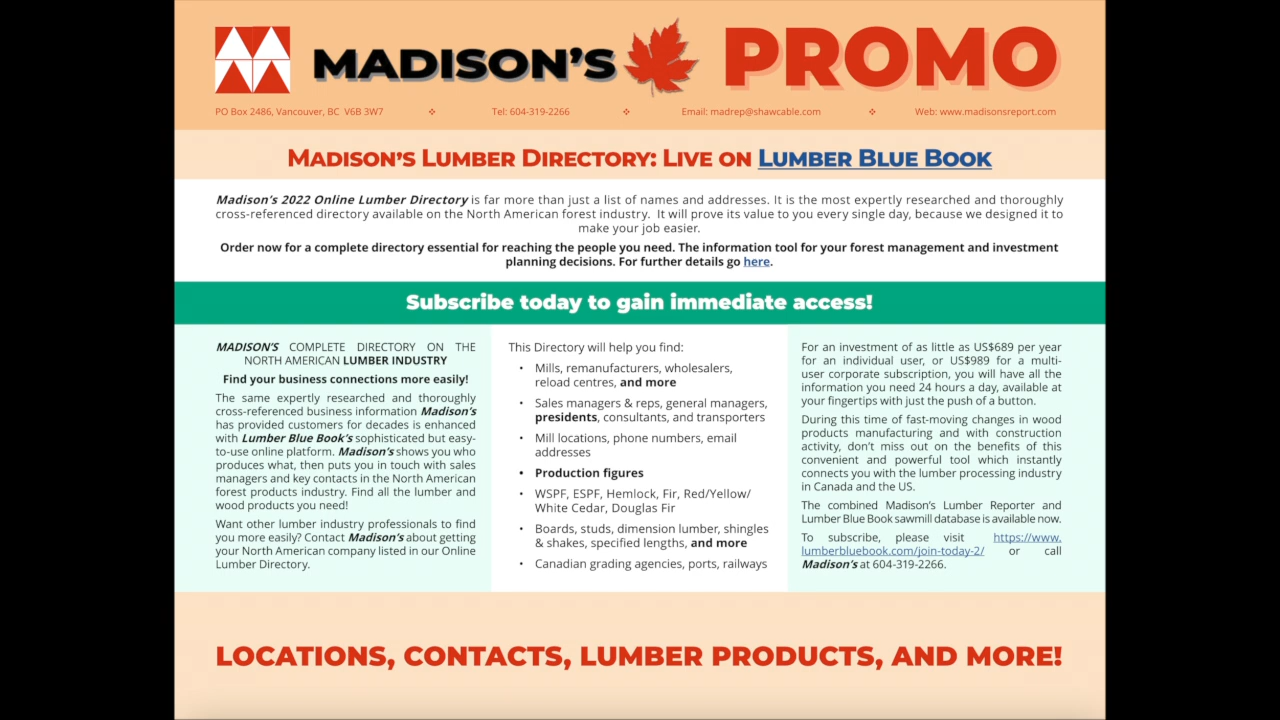 MADISON'S PROMO
PO Box 2486, Vancouver, BC V6B 3W7 ❖ Tel: 604-319-2266 ❖ Email: madrep@shawcable.com ❖ Web: www.madisonsreport.com
MADISON'S LUMBER DIRECTORY: LIVE ON LUMBER BLUE BOOK
Madison's 2022 Online Lumber Directory is far more than just a list of names and addresses. It is the most expertly researched and thoroughly
cross-referenced directory available on the North American forest industry. It will prove its value to you every single day, because we designed it to
make your job easier.
Order now for a complete directory essential for reaching the people you need. The information tool for your forest management and investment
planning decisions. For further details go here.
Subscribe today to gain immediate access!
MADISON'S COMPLETE DIRECTORY ON THE
NORTH AMERICAN LUMBER INDUSTRY
Find your business connections more easily!
The same expertly researched and thoroughly
cross-referenced business information Madison's
has provided customers for decades is enhanced
with Lumber Blue Book's sophisticated but easy-
to-use online platform. Madison's shows you who
produces what, then puts you in touch with sales
managers and key contacts in the North American
forest products industry. Find all the lumber and
wood products you need!
Want other lumber industry professionals to find
you more easily? Contact Madison's about getting
your North American company listed in our Online
Lumber Directory.
This Directory will help you find:
• Mills, remanufacturers, wholesalers,
reload centres, and more
• Sales managers & reps, general managers,
presidents, consultants, and transporters
• Mill locations, phone numbers, email
addresses
• Production figures
• WSPF, ESPF, Hemlock, Fir, Red/Yellow/
White Cedar, Douglas Fir
• Boards, studs, dimension lumber, shingles
& shakes, specified lengths, and more
• Canadian grading agencies, ports, railways
For an investment of as little as US$689 per year
for an individual user, or US$989 for a multi-
user corporate subscription, you will have all the
information you need 24 hours a day, available at
your fingertips with just the push of a button.
During this time of fast-moving changes in wood
products manufacturing and with construction
activity, don't miss out on the benefits of this
convenient and powerful tool which instantly
connects you with the lumber processing industry
in Canada and the US.
The combined Madison's Lumber Reporter and
Lumber Blue Book sawmill database is available now.
To subscribe, please visit https://www.
lumberbluebook.com/join-today-2/ or call
Madison's at 604-319-2266.
LOCATIONS, CONTACTS, LUMBER PRODUCTS, AND MORE!